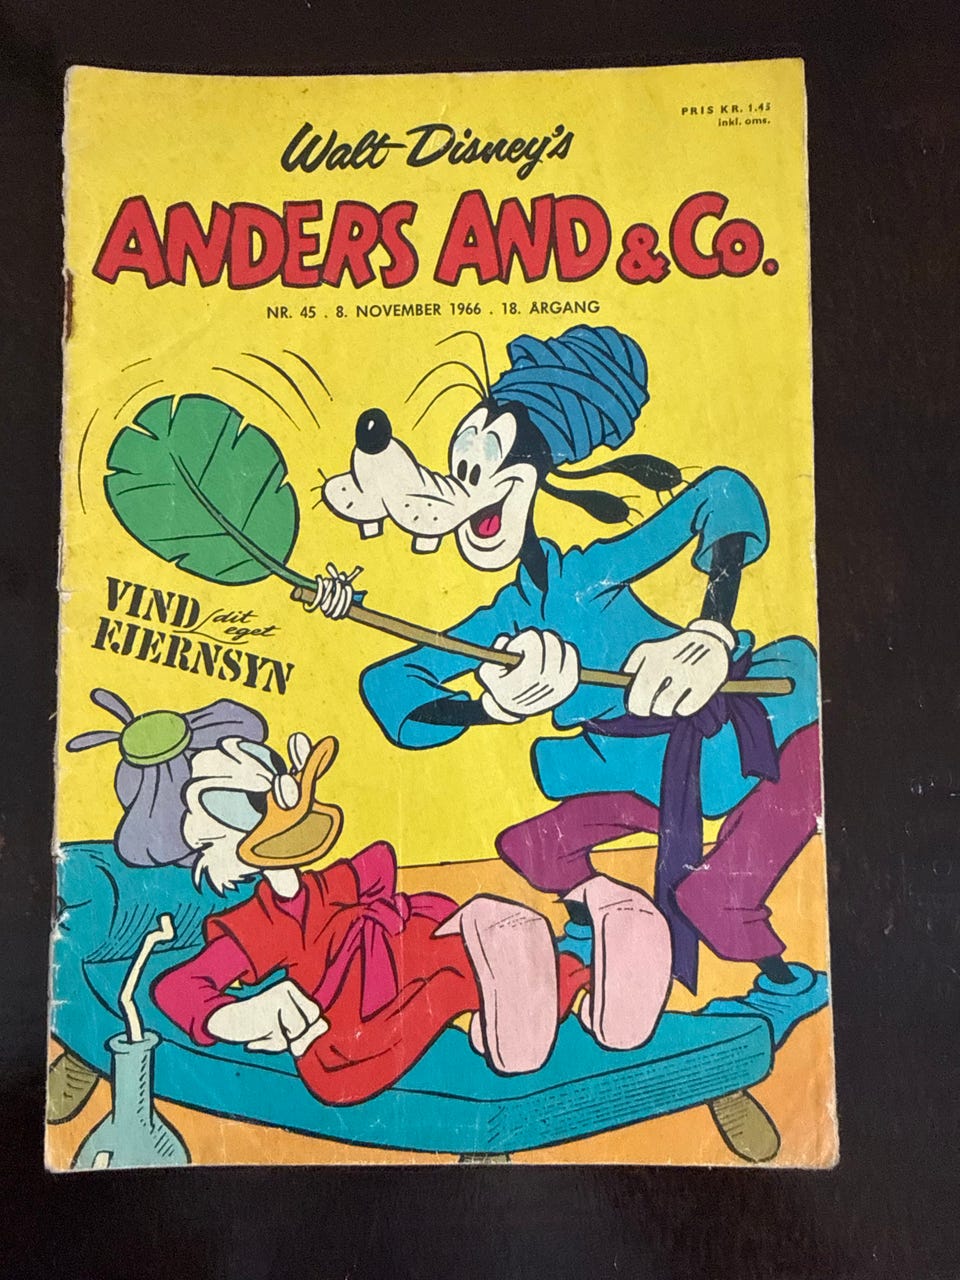 PRIS KR. 1.45
inkl. oms.
Walt Disney's
ANDERS AND & Co.
NR. 45 . 8. NOVEMBER 1966 . 18. ÅRGANG
VIND dit
eget
FJERNSYN